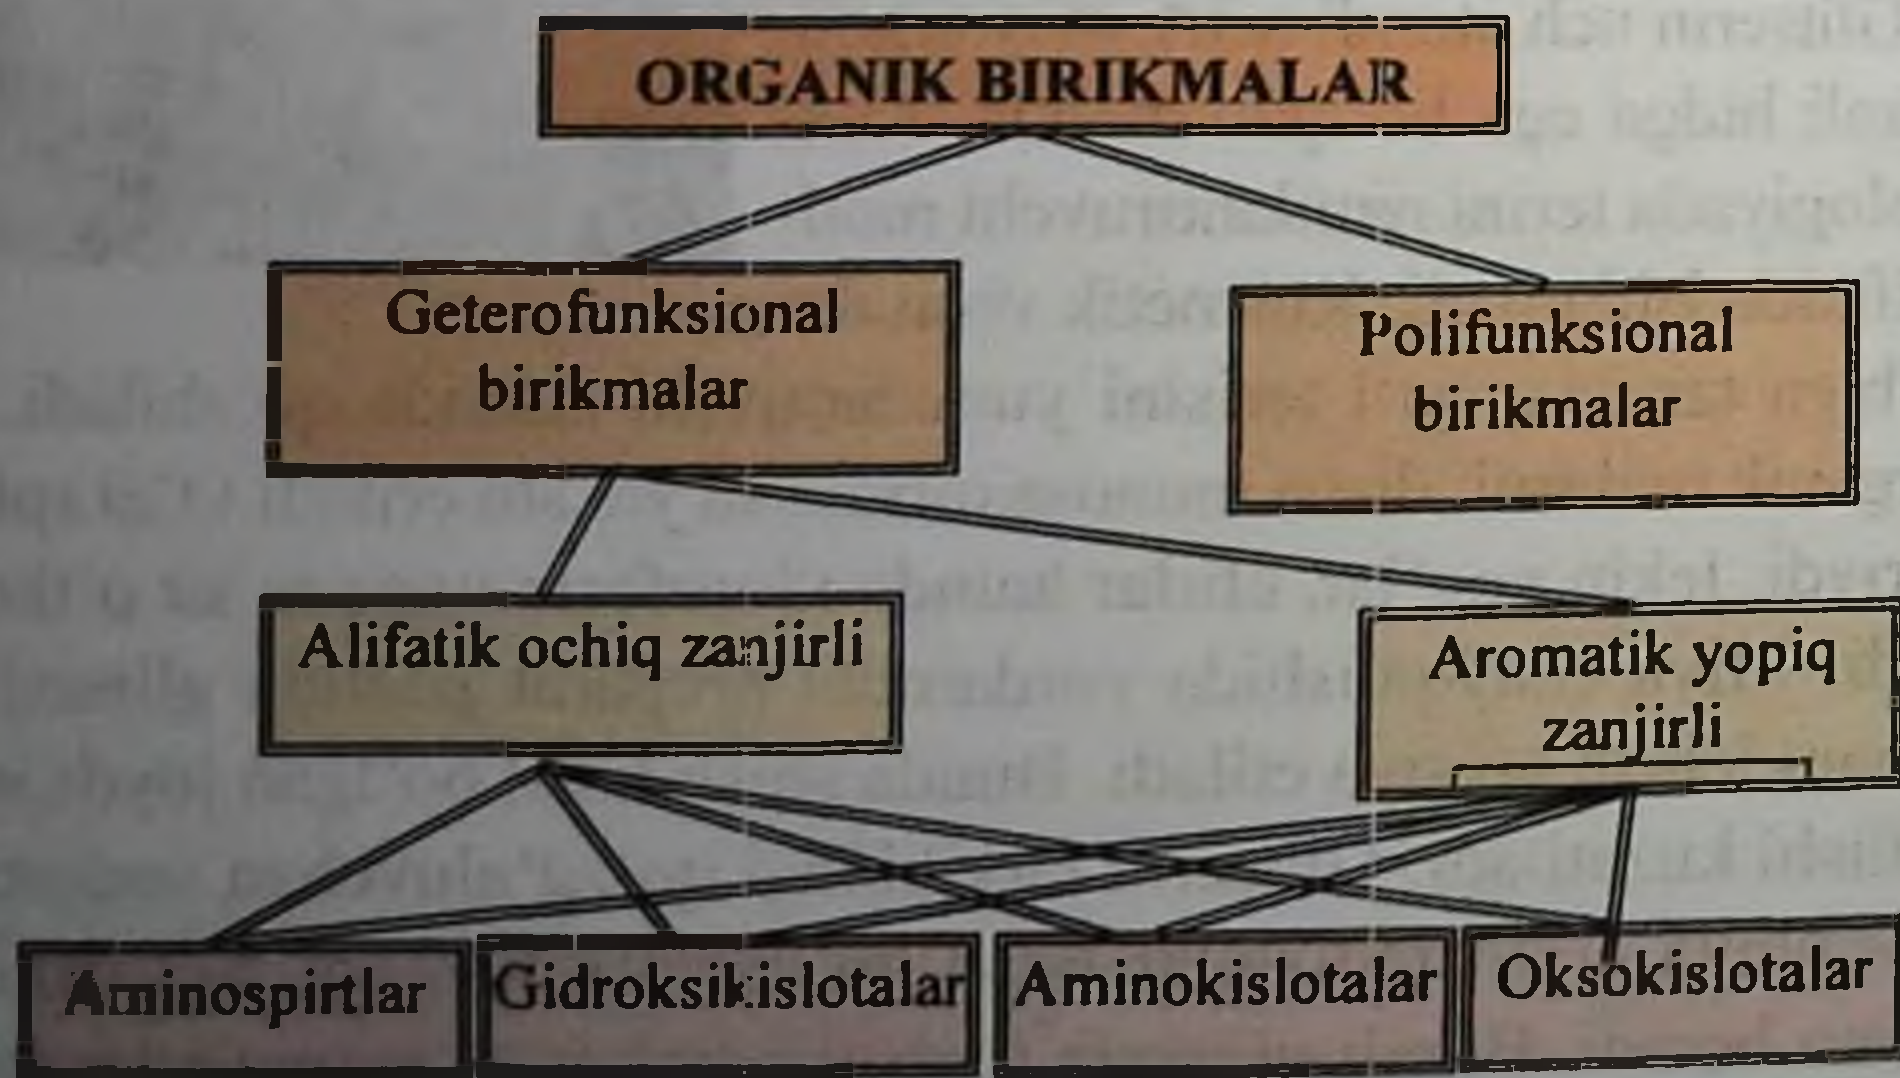 ORGANIK BIRIKMALAR
Geterofunksional
birikmalar
Polifunksional
birikmalar
Alifatik ochiq zanjirli
Aromatik yopiq
zanjirli
Aminospirtlar
Gidroksikislotalar
Aminokislotalar
Oksokislotalar